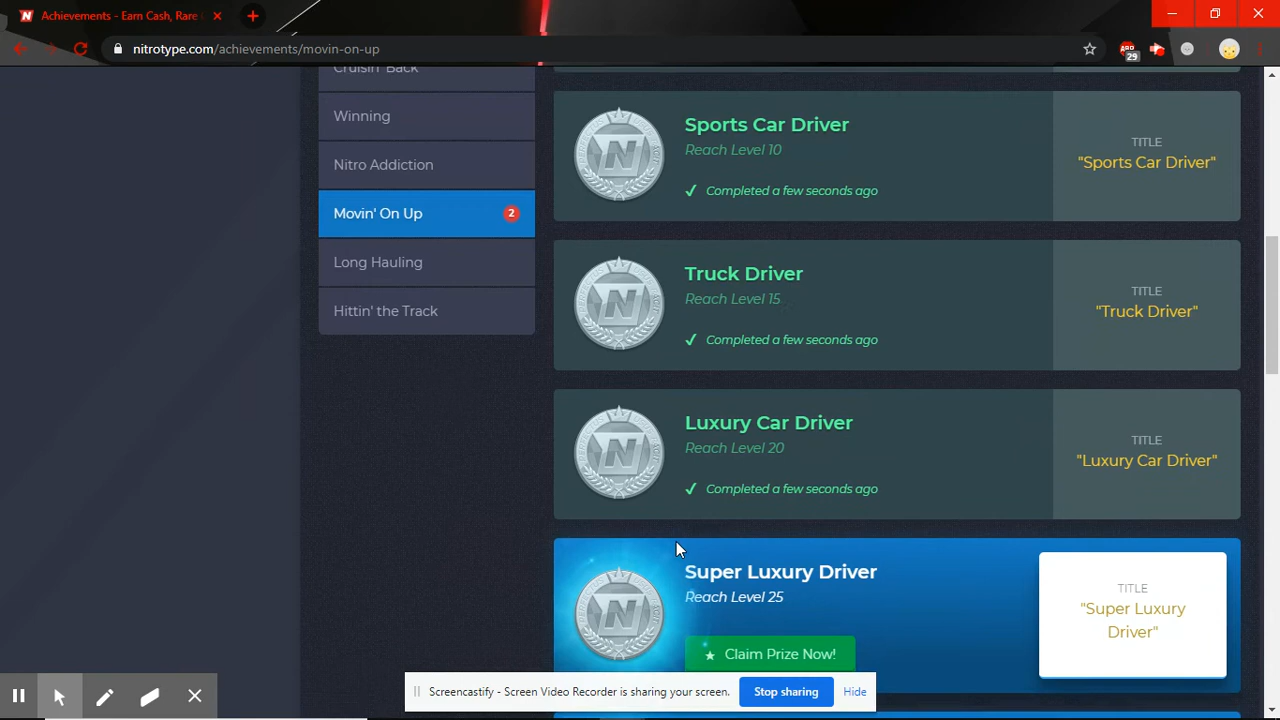 Achievements - Earn Cash, Rare
nitrotype.com/achievements/movin-on-up
ABP
29
Cruisin' Back
Winning
Nitro Addiction
Movin' On Up
2
Long Hauling
Hittin' the Track
Sports Car Driver
Reach Level 10
✓ Completed a few seconds ago
TITLE
"Sports Car Driver"
Truck Driver
Reach Level 15
✓ Completed a few seconds ago
TITLE
"Truck Driver"
Luxury Car Driver
Reach Level 20
✓ Completed a few seconds ago
TITLE
"Luxury Car Driver"
Super Luxury Driver
Reach Level 25
★ Claim Prize Now!
TITLE
"Super Luxury
Driver"
Screencastify - Screen Video Recorder is sharing your screen.
Stop sharing
Hide